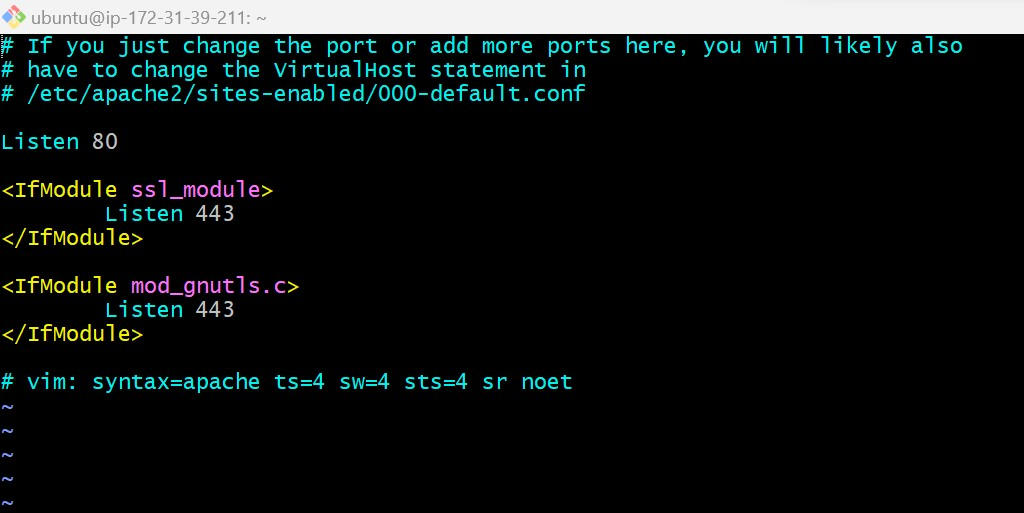 ubuntu@ip-172-31-39-211: ~
# If you just change the port or add more ports here, you will likely also
# have to change the VirtualHost statement in
# /etc/apache2/sites-enabled/000-default.conf
Listen 80
<IfModule ssl_module>
        Listen 443
</IfModule>
<IfModule mod_gnutls.c>
        Listen 443
</IfModule>
# vim: syntax=apache ts=4 sw=4 sts=4 sr noet
~
~
~
~
~